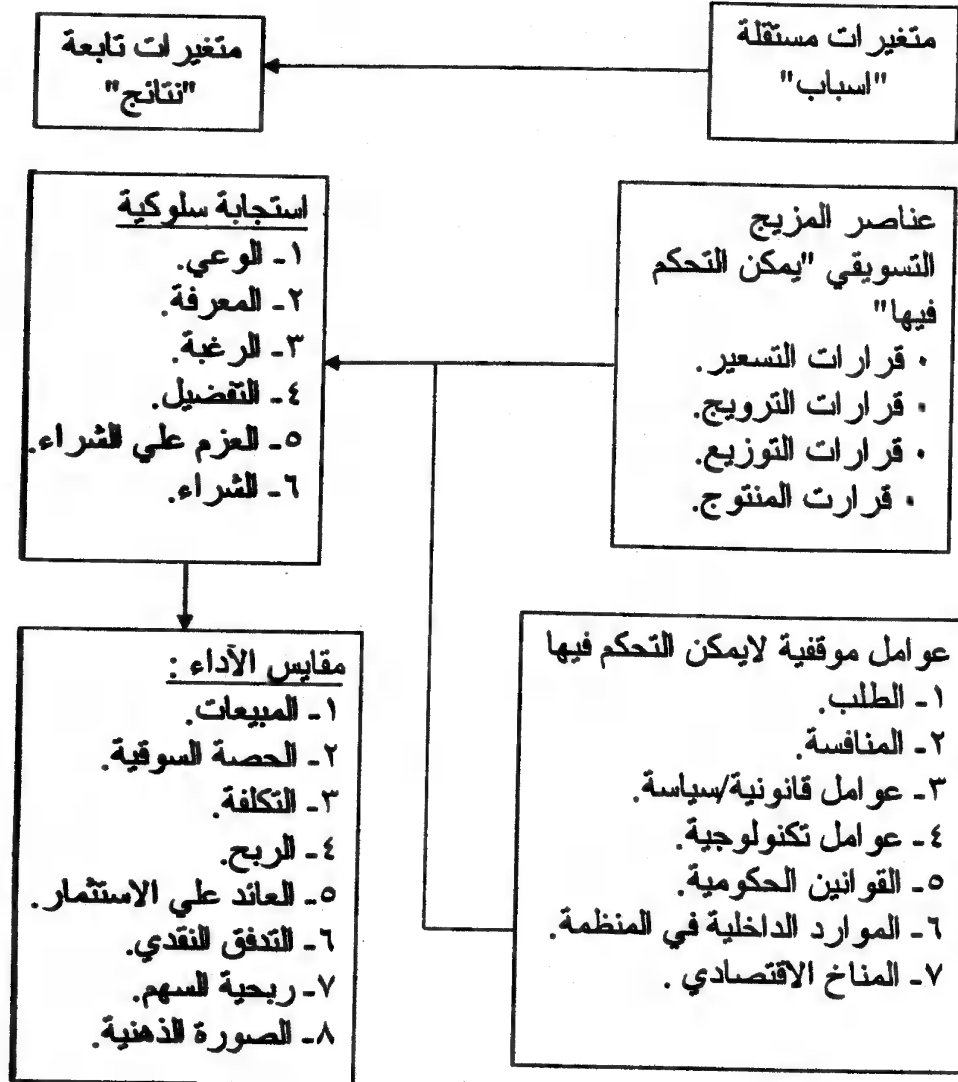 متغيرات مستقلة
"اسباب"
متغيرات تابعة
"نتائج"
عناصر المزيج
التسويقي "يمكن التحكم
فيها"
• قرارات التسعير.
• قرارات الترويج.
• قرارات التوزيع.
• قرارت المنتوج.
استجابة سلوكية
١- الوعي.
٢- المعرفة.
٣- الرغبة.
٤- التفضيل.
٥- العزم علي الشراء.
٦- الشراء.
عوامل موقفية لايمكن التحكم فيها
١- الطلب.
٢- المنافسة.
٣- عوامل قانونية/سياسة.
٤- عوامل تكنولوجية.
٥- القوانين الحكومية.
٦- الموارد الداخلية في المنظمة.
٧- المناخ الاقتصادي .
مقايس الآداء :
١- المبيعات.
٢- الحصة السوقية.
٣- التكلفة.
٤- الربح.
٥- العائد علي الاستثمار.
٦- التدفق النقدي.
٧- ربحية السهم.
٨- الصورة الذهنية.